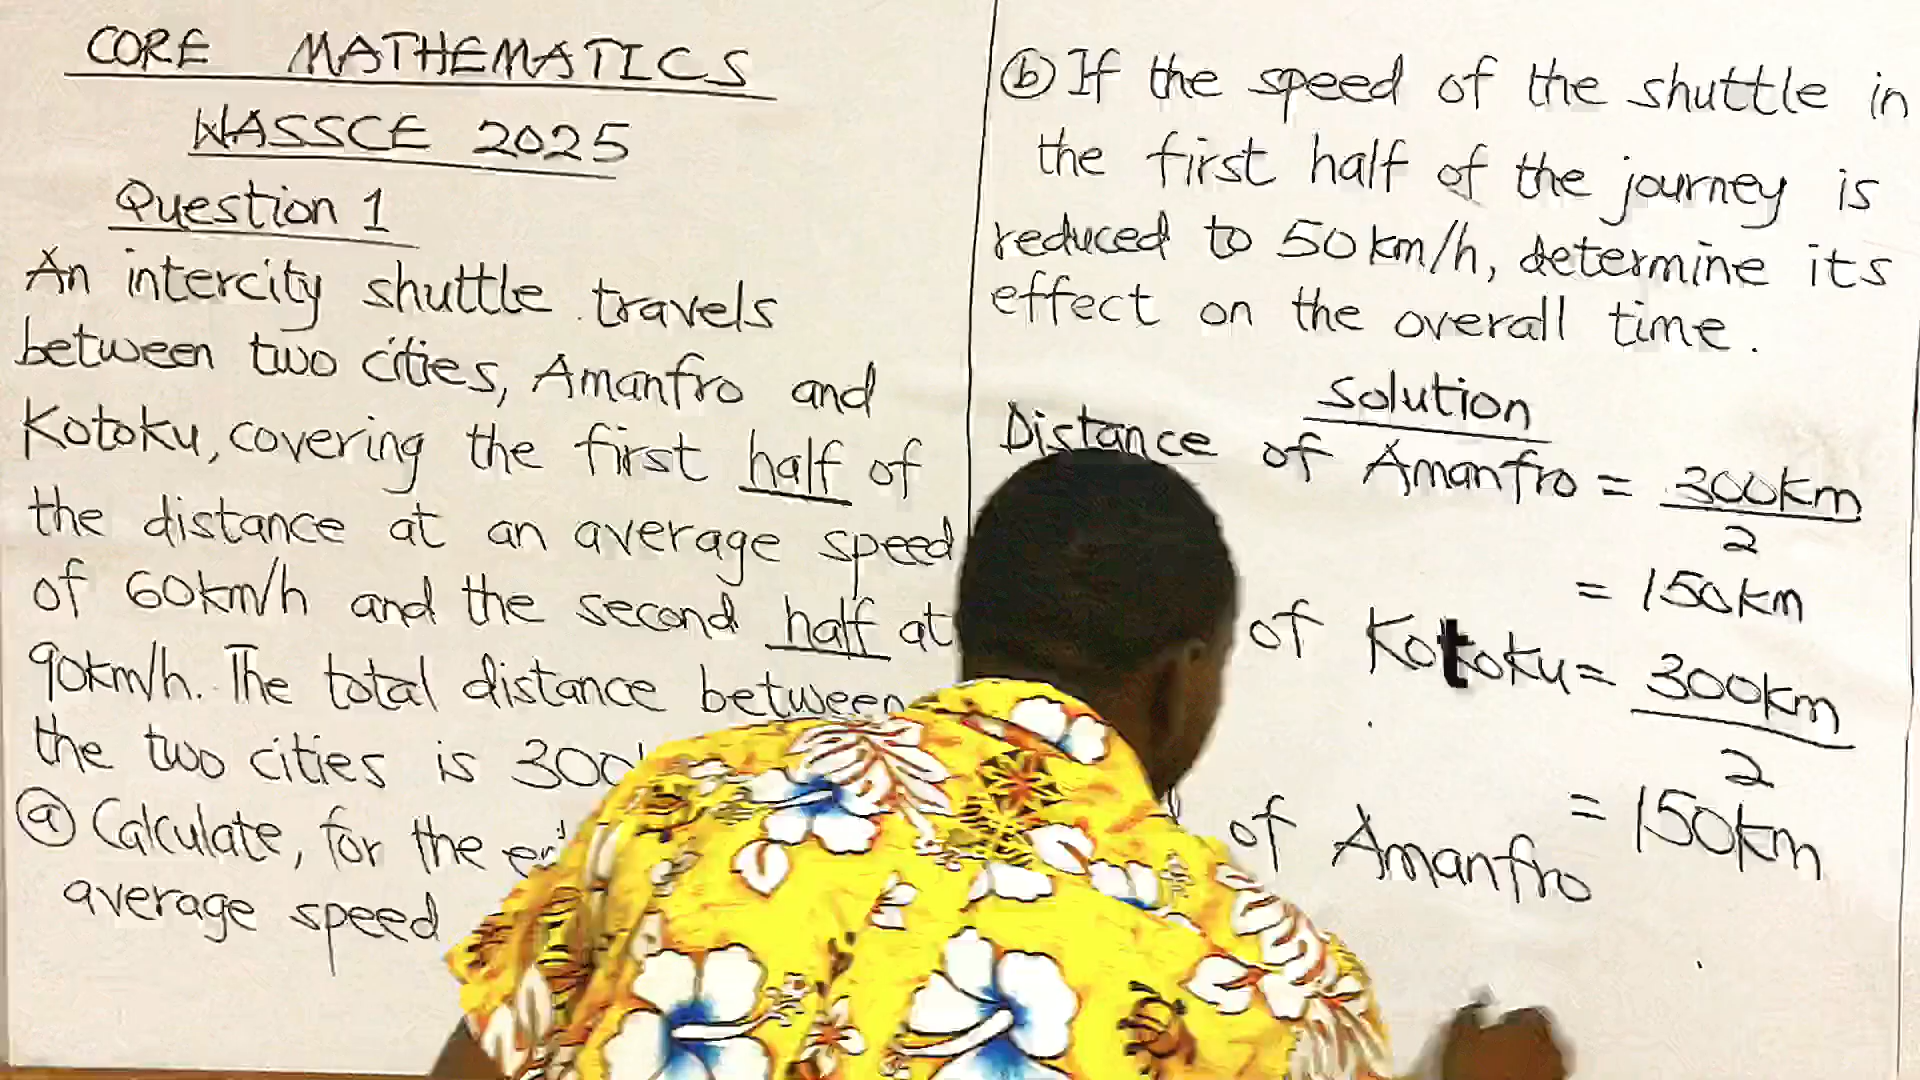 CORE MATHEMATICS
WASSCE 2025
Question 1
An intercity shuttle travels
between two cities, Amanfro and
Kotoku, covering the first half of
the distance at an average speed
of 60km/h and the second half at
90km/h. The total distance between
the two cities is 300
ⓐ Calculate, for the
average speed
ⓑ If the speed of the shuttle in
the first half of the journey is
reduced to 50km/h, determine its
effect on the overall time.
Solution
Distance of Amanfro = 300km
2
= 150km
of Kotoku = 300km
2
= 150km
of Amanfro